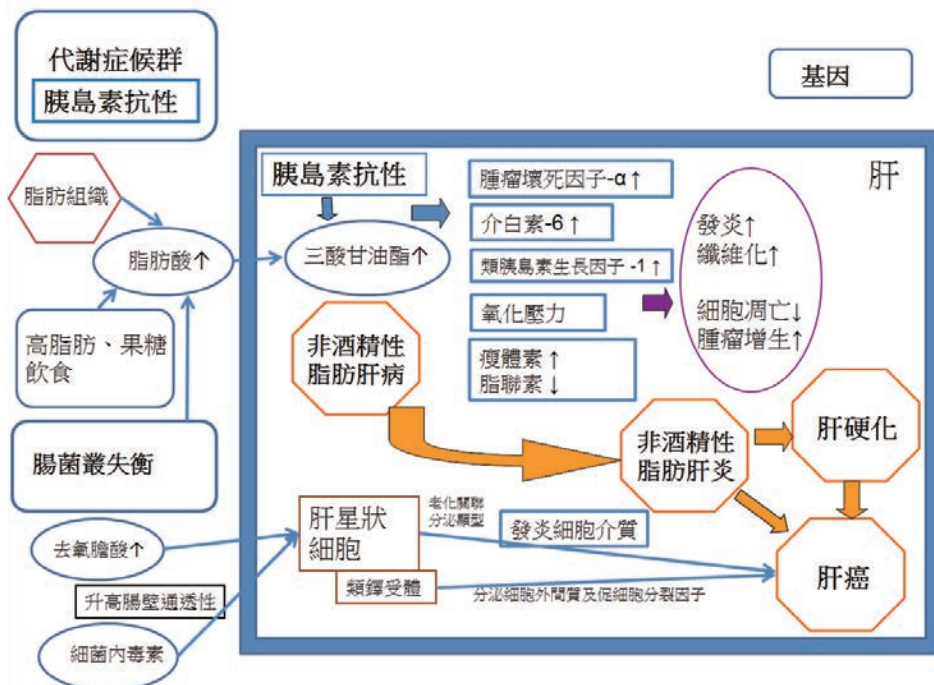 代謝症候群
胰島素抗性
基因
肝
脂肪組織
脂肪酸↑
高脂肪、果糖
飲食
腸菌叢失衡
去氧膽酸↑
升高腸壁通透性
細菌內毒素
胰島素抗性
三酸甘油酯↑
腫瘤壞死因子-α↑
介白素-6↑
類胰島素生長因子 -1↑
氧化壓力
瘦體素↑
脂聯素↓
發炎↑
纖維化↑
細胞凋亡↓
腫瘤增生↑
非酒精性
脂肪肝病
非酒精性
脂肪肝炎
肝硬化
肝癌
肝星狀
細胞
類鐸受體
老化關聯
分泌顯型
發炎細胞介質
分泌細胞外間質及促細胞分裂因子